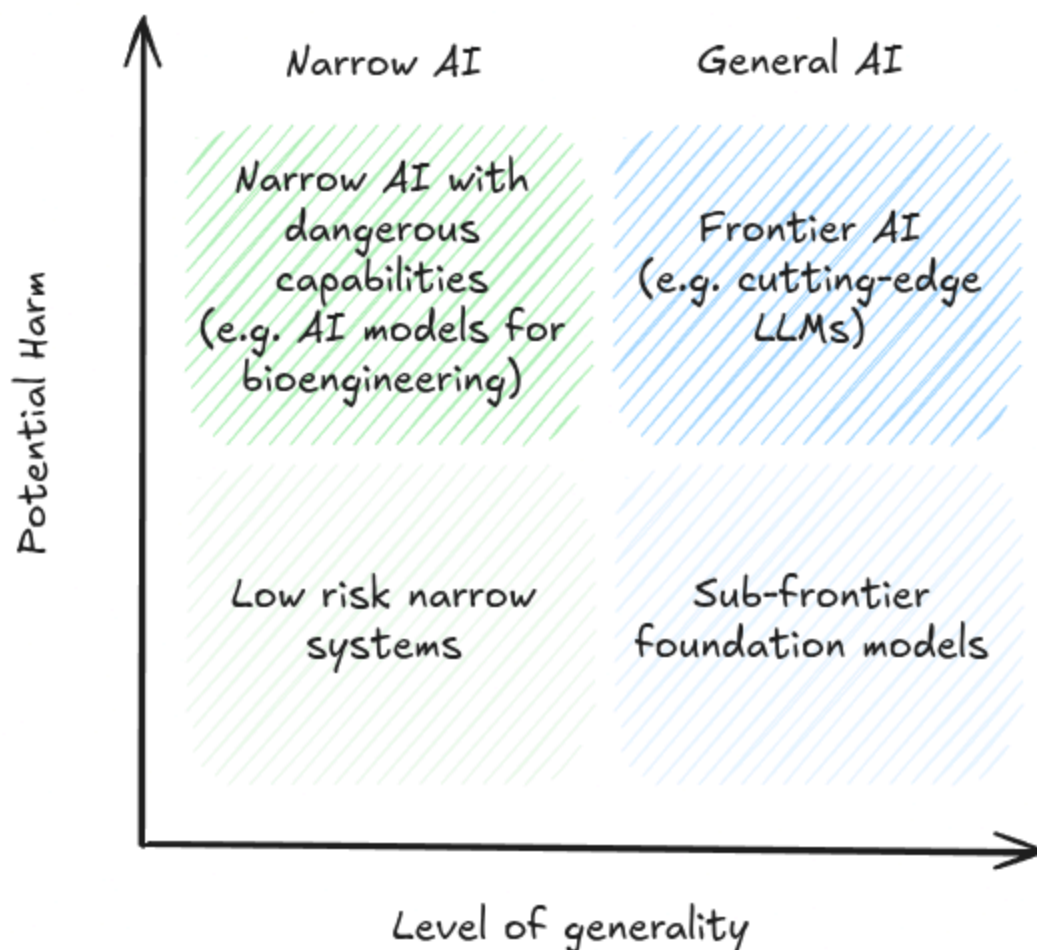 Narrow AI
General AI
Narrow AI with
dangerous
capabilities
(e.g. AI models for
bioengineering)
Frontier AI
(e.g. cutting-edge
LLMs)
Potential Harm
Low risk narrow
systems
Sub-frontier
foundation models
Level of generality